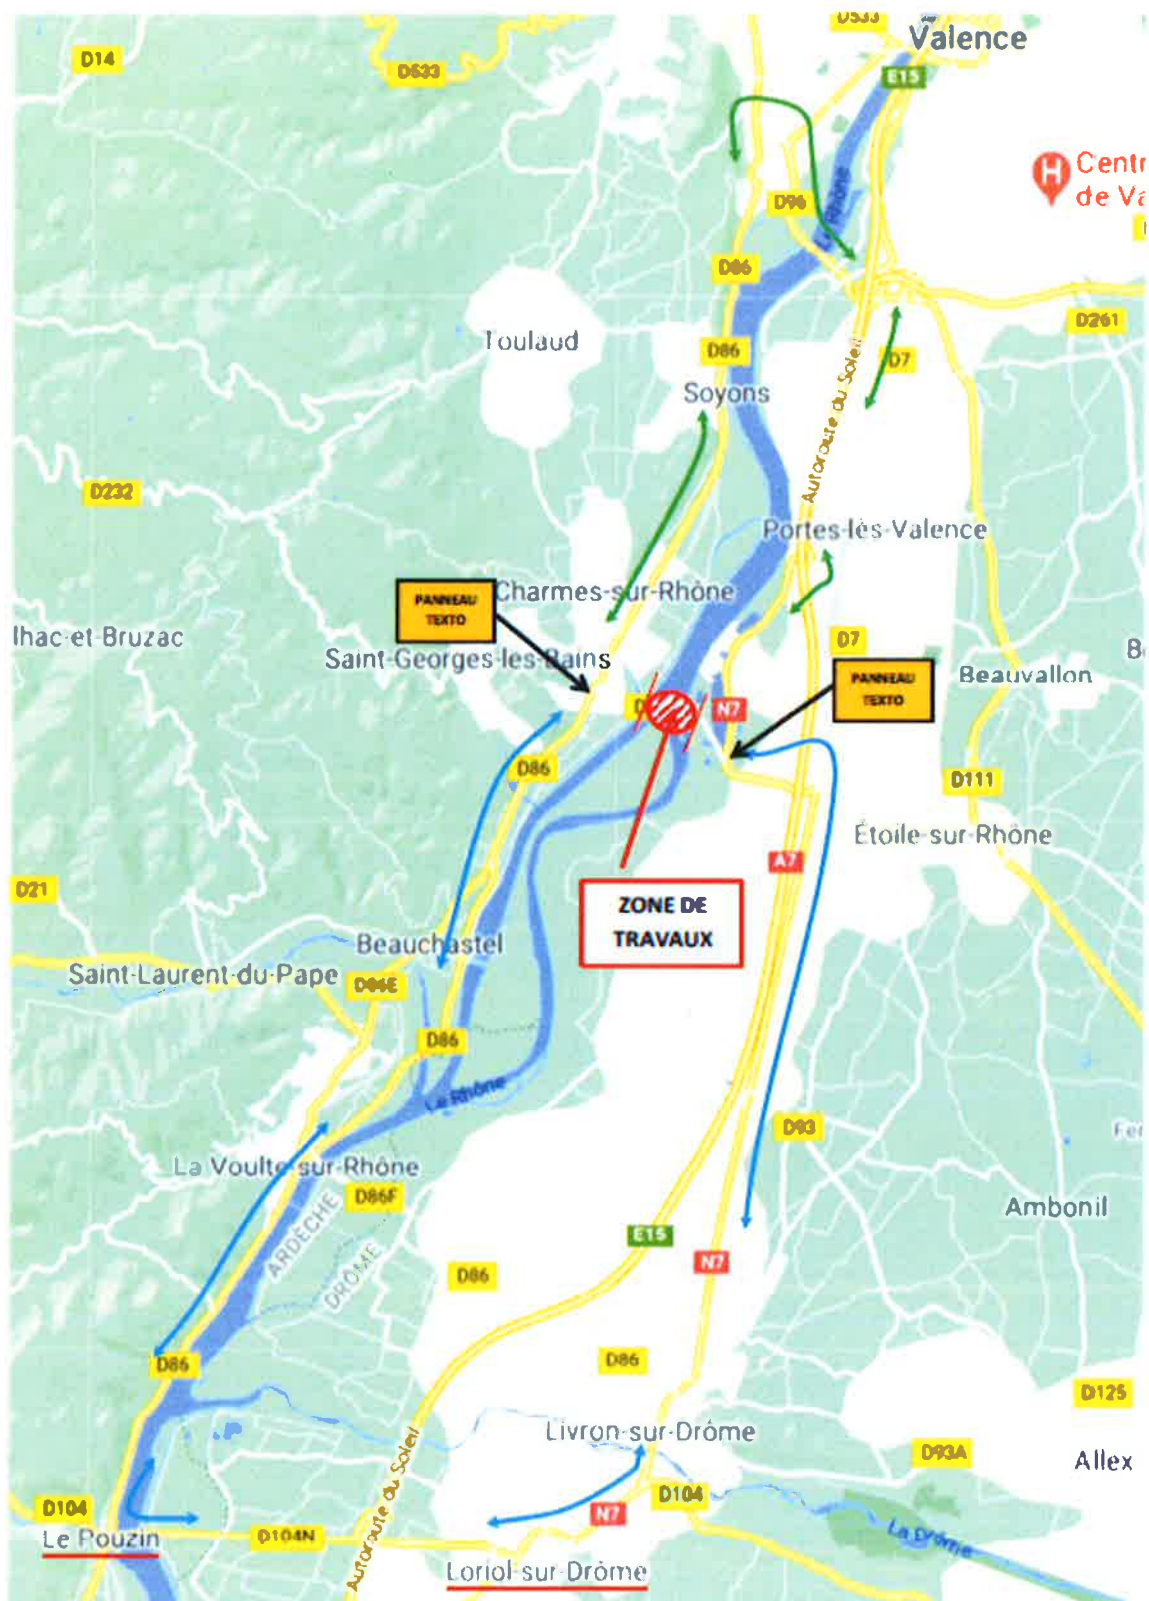 D533
Valence
D14
D533
E15
Centr
de Va
D96
Le Rhône
D86
D261
Toulaud
D86
D7
Autoroute du Soleil
Soyons
D232
Portes-lès-Valence
PANNEAU
TEXTO
Charmes-sur-Rhône
lhac-et-Bruzac
D7
Saint-Georges-les-Bains
PANNEAU
TEXTO
Beauvallon
D
N7
D86
D111
Étoile-sur-Rhône
A7
D21
ZONE DE
TRAVAUX
Beauchastel
Saint-Laurent-du-Pape
D86E
D86
Le Rhône
D93
Fer
La Voulte-sur-Rhône
D86F
ARDÈCHE
DRÔME
Ambonil
E15
N7
D86
D86
D86
D125
Livron-sur-Drôme
Autoroute du Soleil
D93A
Allex
D104
N7
D104
La Drôme
Le Pouzin
D104N
Loriol-sur-Drôme